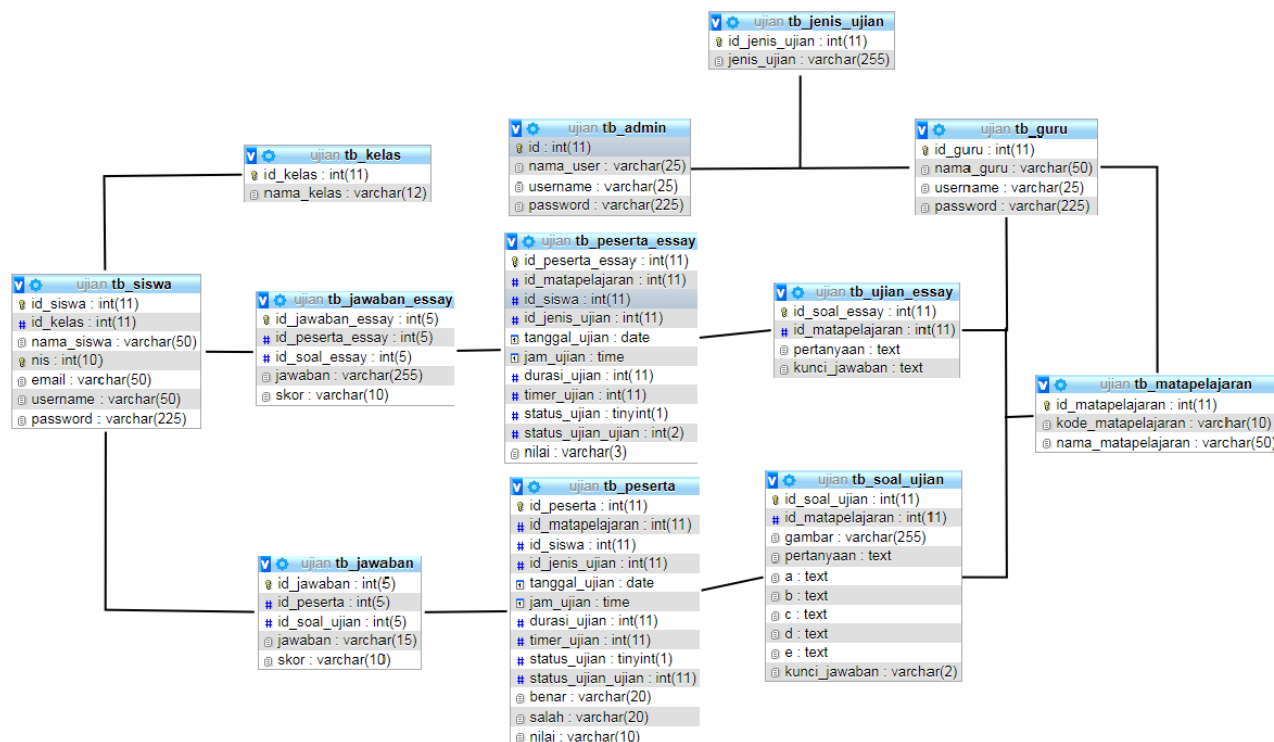 ujian tb_jenis_ujian
id_jenis_ujian : int(11)
jenis_ujian : varchar(255)
ujian tb_admin
id : int(11)
nama_user : varchar(25)
username : varchar(25)
password : varchar(225)
ujian tb_guru
id_guru : int(11)
nama_guru : varchar(50)
username : varchar(25)
password : varchar(225)
ujian tb_kelas
id_kelas : int(11)
nama_kelas : varchar(12)
ujian tb_siswa
id_siswa : int(11)
id_kelas : int(11)
nama_siswa : varchar(50)
nis : int(10)
email : varchar(50)
username : varchar(50)
password : varchar(225)
ujian tb_jawaban_essay
id_jawaban_essay : int(5)
id_peserta_essay : int(5)
id_soal_essay : int(5)
jawaban : varchar(255)
skor : varchar(10)
ujian tb_peserta_essay
id_peserta_essay : int(11)
id_matapelajaran : int(11)
id_siswa : int(11)
id_jenis_ujian : int(11)
tanggal_ujian : date
jam_ujian : time
durasi_ujian : int(11)
timer_ujian : int(11)
status_ujian : tinyint(1)
status_ujian_ujian : int(2)
nilai : varchar(3)
ujian tb_ujian_essay
id_soal_essay : int(11)
id_matapelajaran : int(11)
pertanyaan : text
kunci_jawaban : text
ujian tb_matapelajaran
id_matapelajaran : int(11)
kode_matapelajaran : varchar(10)
nama_matapelajaran : varchar(50)
ujian tb_jawaban
id_jawaban : int(5)
id_peserta : int(5)
id_soal_ujian : int(5)
jawaban : varchar(15)
skor : varchar(10)
ujian tb_peserta
id_peserta : int(11)
id_matapelajaran : int(11)
id_siswa : int(11)
id_jenis_ujian : int(11)
tanggal_ujian : date
jam_ujian : time
durasi_ujian : int(11)
timer_ujian : int(11)
status_ujian : tinyint(1)
status_ujian_ujian : int(11)
benar : varchar(20)
salah : varchar(20)
nilai : varchar(10)
ujian tb_soal_ujian
id_soal_ujian : int(11)
id_matapelajaran : int(11)
gambar : varchar(255)
pertanyaan : text
a : text
b : text
c : text
d : text
e : text
kunci_jawaban : varchar(2)